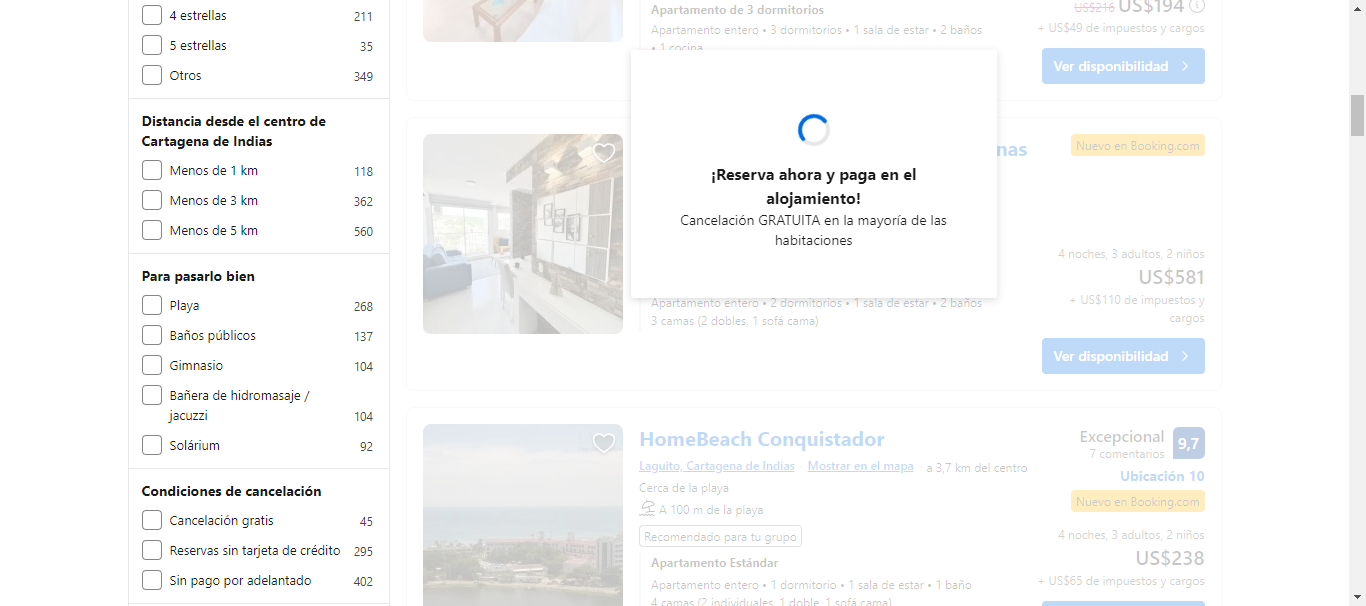 4 estrellas 211
5 estrellas 35
Otros 349
Distancia desde el centro de
Cartagena de Indias
Menos de 1 km 118
Menos de 3 km 362
Menos de 5 km 560
Para pasarlo bien
Playa 268
Baños públicos 137
Gimnasio 104
Bañera de hidromasaje /
jacuzzi 104
Solárium 92
Condiciones de cancelación
Cancelación gratis 45
Reservas sin tarjeta de crédito 295
Sin pago por adelantado 402
Apartamento de 3 dormitorios
Apartamento entero • 3 dormitorios • 1 sala de estar • 2 baños
• 1 cocina
US$216 US$194
+ US$49 de impuestos y cargos
Ver disponibilidad
¡Reserva ahora y paga en el
alojamiento!
Cancelación GRATUITA en la mayoría de las
habitaciones
nas
Nuevo en Booking.com
Apartamento entero • 2 dormitorios • 1 sala de estar • 2 baños
3 camas (2 dobles, 1 sofá cama)
4 noches, 3 adultos, 2 niños
US$581
+ US$110 de impuestos y
cargos
Ver disponibilidad
HomeBeach Conquistador
Laguito, Cartagena de Indias Mostrar en el mapa a 3,7 km del centro
Cerca de la playa
A 100 m de la playa
Recomendado para tu grupo
Apartamento Estándar
Apartamento entero • 1 dormitorio • 1 sala de estar • 1 baño
4 camas (2 individuales, 1 doble, 1 sofá cama)
Excepcional 9,7
7 comentarios
Ubicación 10
Nuevo en Booking.com
4 noches, 3 adultos, 2 niños
US$238
+ US$65 de impuestos y cargos